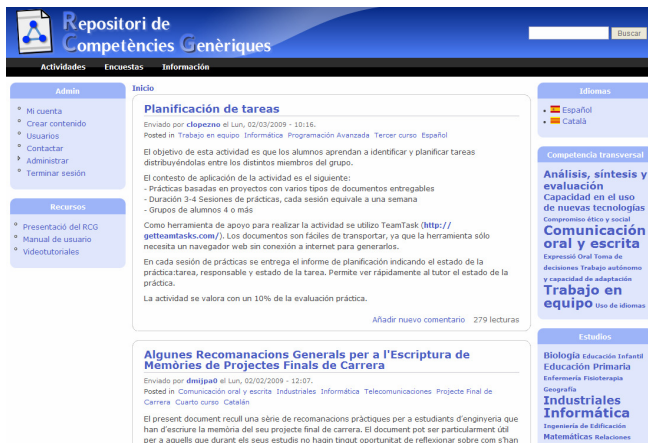 Repositori de
Competències Genèriques
Buscar
Actividades Encuestas Información
Admin
Mi cuenta
Crear contenido
Usuarios
Contactar
Administrar
Terminar sesión
Recursos
Presentació del RCG
Manual de usuario
Videotutoriales
Inicio
Planificación de tareas
Enviado por clopezno el Lun, 02/03/2009 - 10:16.
Posted in Trabajo en equipo Informática Programación Avanzada Tercer curso Español
El objetivo de esta actividad es que los alumnos aprendan a identificar y planificar tareas
distribuyéndolas entre los distintos miembros del grupo.
El contesto de aplicación de la actividad es el siguiente:
- Prácticas basadas en proyectos con varios tipos de documentos entregables
- Duración 3-4 Sesiones de prácticas, cada sesión equivale a una semana
- Grupos de alumnos 4 o más
Como herramienta de apoyo para realizar la actividad se utilizo TeamTask (http://
getteamtasks.com/). Los documentos son fáciles de transportar, ya que la herramienta sólo
necesita un navegador web sin conexión a internet para generarlos.
En cada sesión de prácticas se entrega el informe de planificación indicando el estado de la
práctica:tarea, responsable y estado de la tarea. Permite ver rápidamente al tutor el estado de la
práctica.
La actividad se valora con un 10% de la evaluación práctica.
Añadir nuevo comentario 279 lecturas
Algunes Recomanacions Generals per a l'Escriptura de
Memòries de Projectes Finals de Carrera
Enviado por dmijpa0 el Lun, 02/02/2009 - 12:07.
Posted in Comunicación oral y escrita Industriales Informática Telecomunicaciones Projecte Final de
Carrera Cuarto curso Catalán
El present document recull una sèrie de recomanacions pràctiques per a estudiants d'enginyeria que
han d'escriure la memòria del seu projecte final de carrera. El document pot ser particularment útil
per a aquells que durant els seus estudis no hagin tingut oportunitat de reflexionar sobre com s'han
Idiomas
Español
Català
Competencia transversal
Análisis, síntesis y
evaluación
Capacidad en el uso
de nuevas tecnologías
Compromiso ético y social
Comunicación
oral y escrita
Expressió Oral Toma de
decisiones Trabajo autónomo
y capacidad de adaptación
Trabajo en
equipo Uso de idiomas
Estudios
Biología Educación Infantil
Educación Primaria
Enfermería Fisioterapia
Geografía
Industriales
Informática
Ingeniería de Edificación
Matemáticas Relaciones